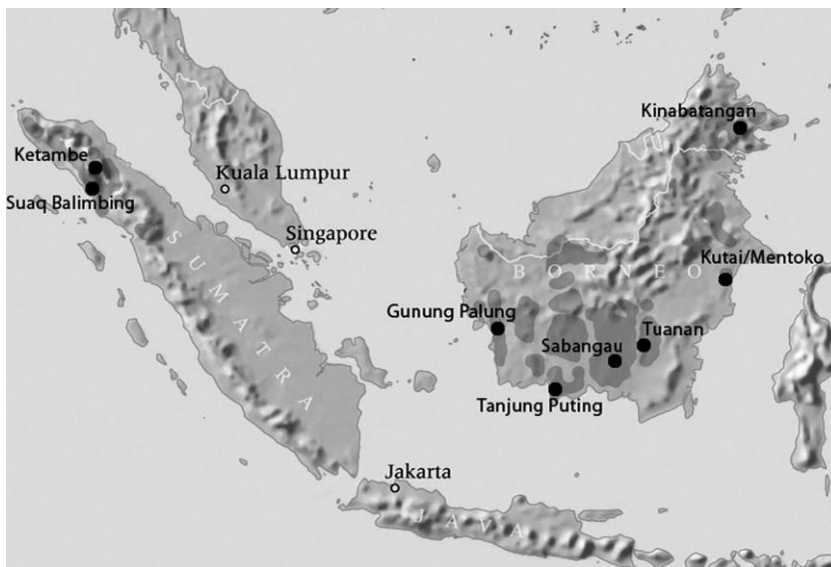 Kinabatangan
Ketambe
Kuala Lumpur
Suaq Balimbing
Singapore
SUMATRA
BORNEO
Kutai/Mentoko
Gunung Palung
Tuanan
Sabangau
Tanjung Puting
Jakarta
JAVA